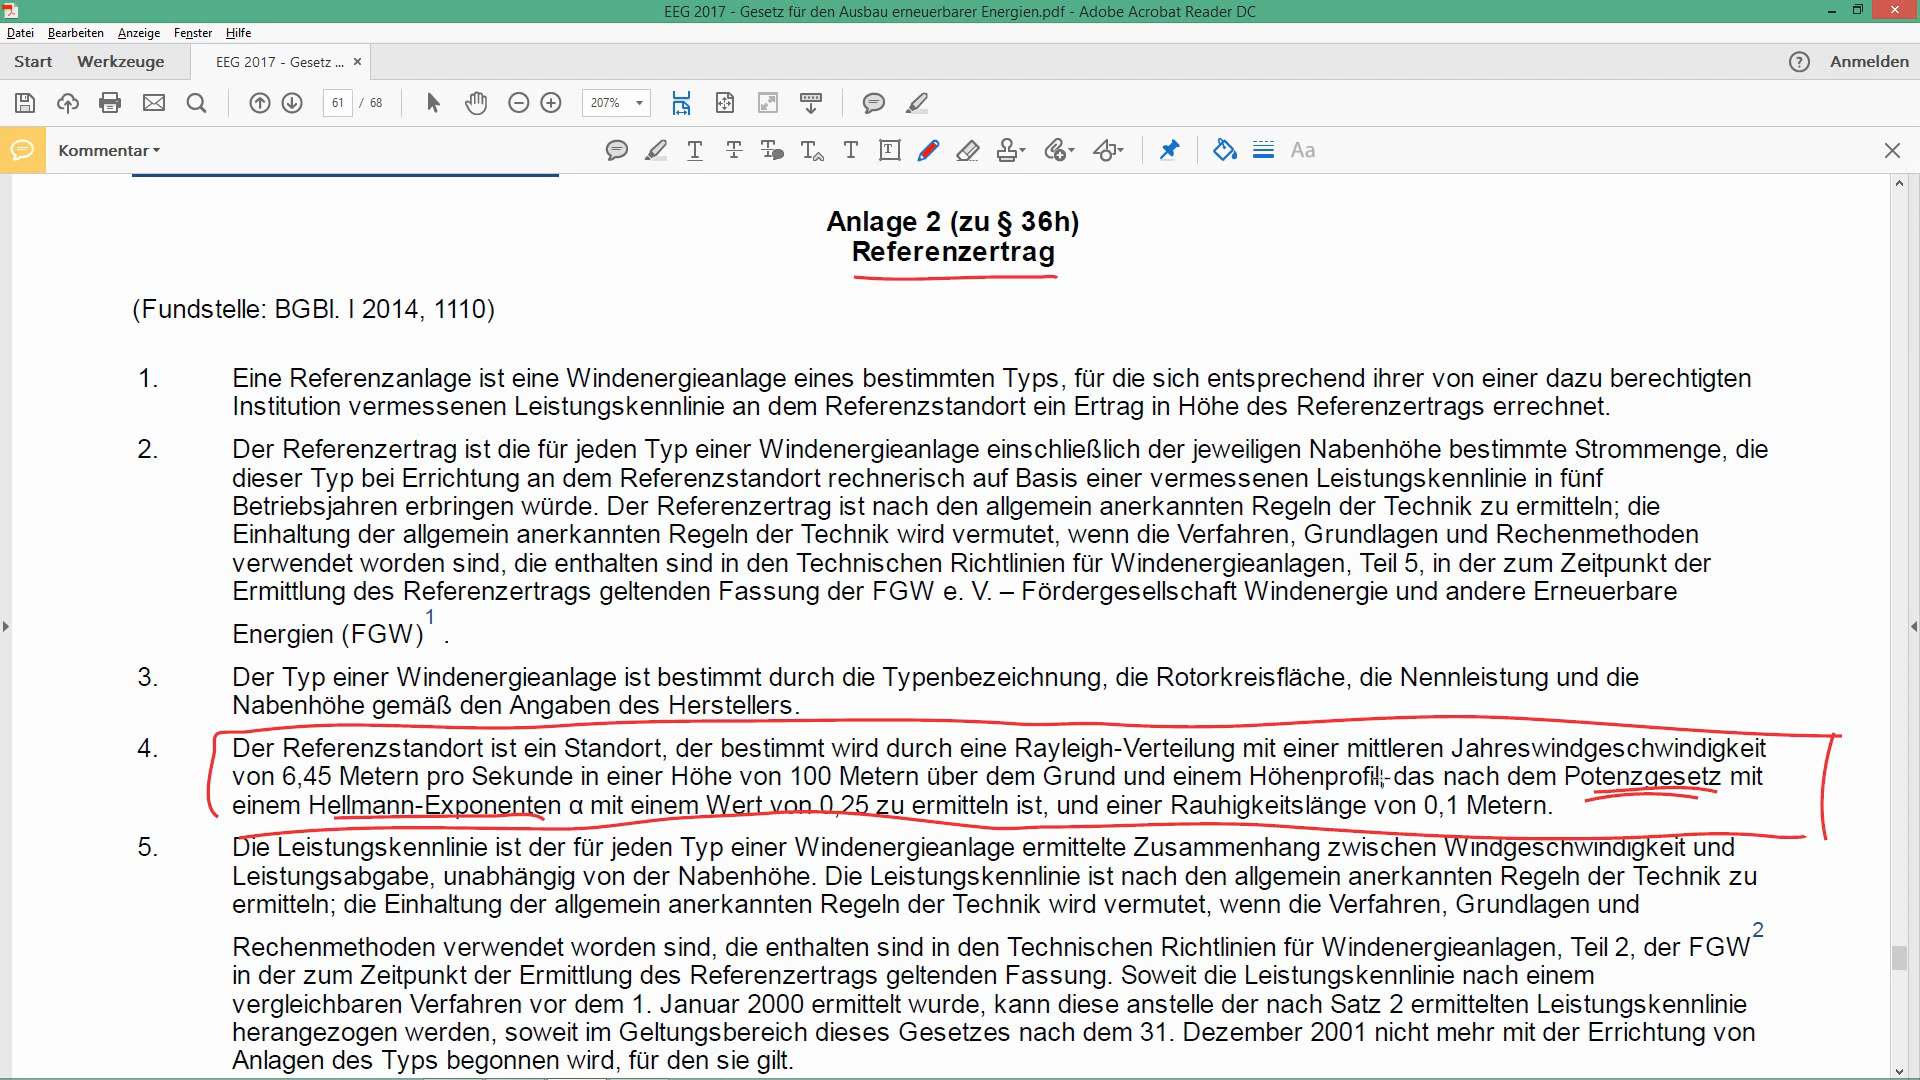 EEG 2017 - Gesetz für den Ausbau erneuerbarer Energien.pdf - Adobe Acrobat Reader DC
Datei Bearbeiten Anzeige Fenster Hilfe
Start Werkzeuge EEG 2017 - Gesetz ... × ? Anmelden
61 / 68 207%
Kommentar Aa
Anlage 2 (zu § 36h)
Referenzertrag
(Fundstelle: BGBl. I 2014, 1110)
1. Eine Referenzanlage ist eine Windenergieanlage eines bestimmten Typs, für die sich entsprechend ihrer von einer dazu berechtigten
Institution vermessenen Leistungskennlinie an dem Referenzstandort ein Ertrag in Höhe des Referenzertrags errechnet.
2. Der Referenzertrag ist die für jeden Typ einer Windenergieanlage einschließlich der jeweiligen Nabenhöhe bestimmte Strommenge, die
dieser Typ bei Errichtung an dem Referenzstandort rechnerisch auf Basis einer vermessenen Leistungskennlinie in fünf
Betriebsjahren erbringen würde. Der Referenzertrag ist nach den allgemein anerkannten Regeln der Technik zu ermitteln; die
Einhaltung der allgemein anerkannten Regeln der Technik wird vermutet, wenn die Verfahren, Grundlagen und Rechenmethoden
verwendet worden sind, die enthalten sind in den Technischen Richtlinien für Windenergieanlagen, Teil 5, in der zum Zeitpunkt der
Ermittlung des Referenzertrags geltenden Fassung der FGW e. V. – Fördergesellschaft Windenergie und andere Erneuerbare
Energien (FGW) 1 .
3. Der Typ einer Windenergieanlage ist bestimmt durch die Typenbezeichnung, die Rotorkreisfläche, die Nennleistung und die
Nabenhöhe gemäß den Angaben des Herstellers.
4. Der Referenzstandort ist ein Standort, der bestimmt wird durch eine Rayleigh-Verteilung mit einer mittleren Jahreswindgeschwindigkeit
von 6,45 Metern pro Sekunde in einer Höhe von 100 Metern über dem Grund und einem Höhenprofil, das nach dem Potenzgesetz mit
einem Hellmann-Exponenten α mit einem Wert von 0,25 zu ermitteln ist, und einer Rauhigkeitslänge von 0,1 Metern.
5. Die Leistungskennlinie ist der für jeden Typ einer Windenergieanlage ermittelte Zusammenhang zwischen Windgeschwindigkeit und
Leistungsabgabe, unabhängig von der Nabenhöhe. Die Leistungskennlinie ist nach den allgemein anerkannten Regeln der Technik zu
ermitteln; die Einhaltung der allgemein anerkannten Regeln der Technik wird vermutet, wenn die Verfahren, Grundlagen und
Rechenmethoden verwendet worden sind, die enthalten sind in den Technischen Richtlinien für Windenergieanlagen, Teil 2, der FGW 2
in der zum Zeitpunkt der Ermittlung des Referenzertrags geltenden Fassung. Soweit die Leistungskennlinie nach einem
vergleichbaren Verfahren vor dem 1. Januar 2000 ermittelt wurde, kann diese anstelle der nach Satz 2 ermittelten Leistungskennlinie
herangezogen werden, soweit im Geltungsbereich dieses Gesetzes nach dem 31. Dezember 2001 nicht mehr mit der Errichtung von
Anlagen des Typs begonnen wird, für den sie gilt.